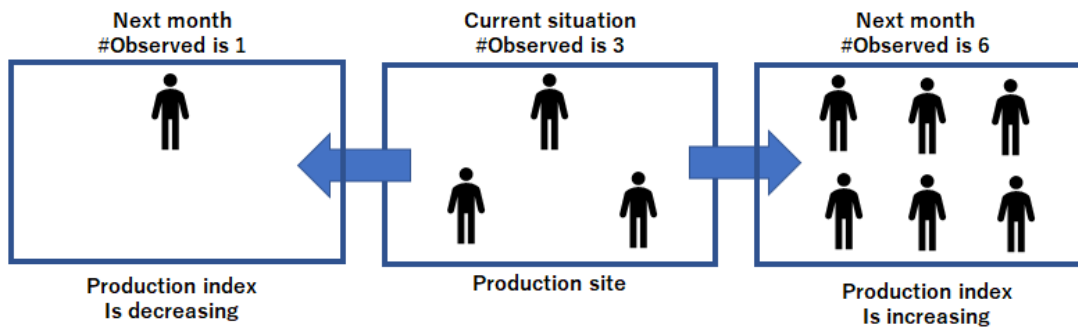 Next month
#Observed is 1
Current situation
#Observed is 3
Next month
#Observed is 6
Production index
Is decreasing
Production site
Production index
Is increasing